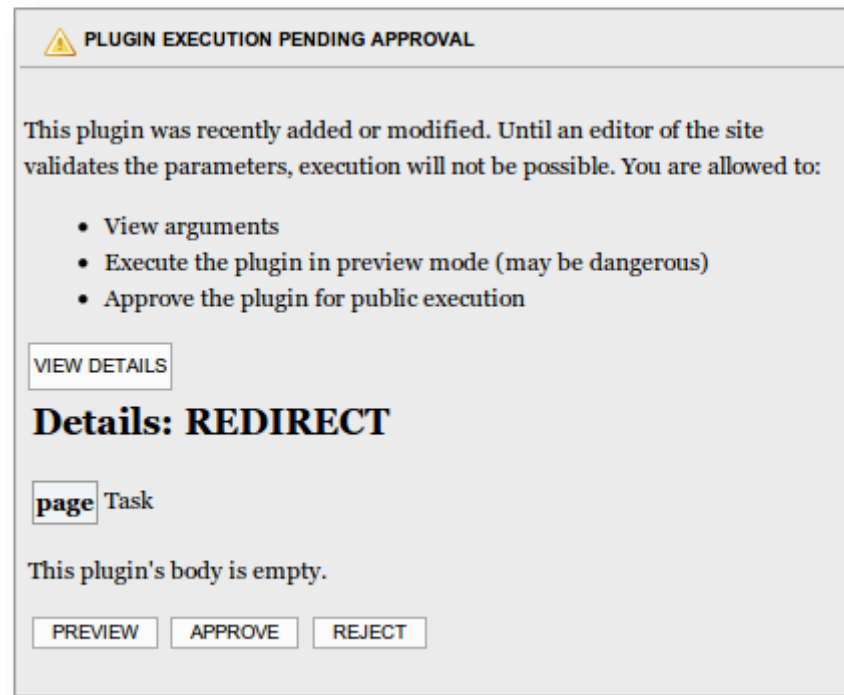 PLUGIN EXECUTION PENDING APPROVAL
This plugin was recently added or modified. Until an editor of the site
validates the parameters, execution will not be possible. You are allowed to:
• View arguments
• Execute the plugin in preview mode (may be dangerous)
• Approve the plugin for public execution
VIEW DETAILS
Details: REDIRECT
page Task
This plugin's body is empty.
PREVIEW APPROVE REJECT